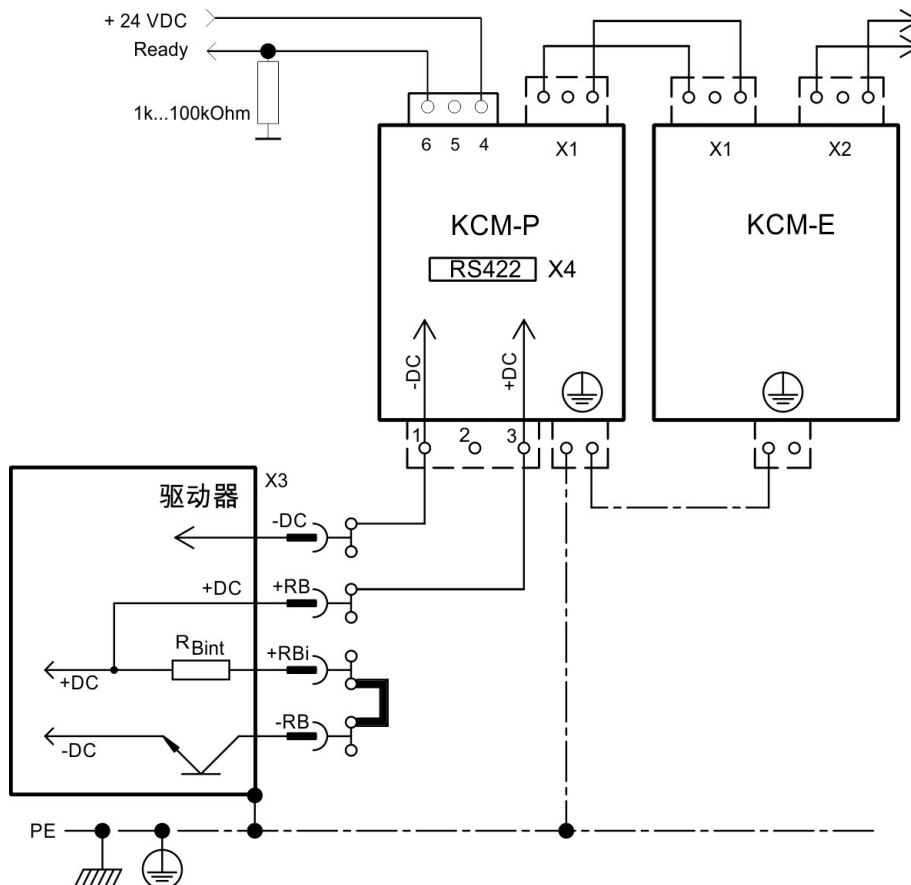 + 24 VDC
Ready
1k...100kOhm
6 5 4
X1
X1
X2
KCM-P
KCM-E
RS422 X4
-DC
+DC
1 2 3
X3
驱动器
-DC
+DC
+RB
RBint
+RBi
+DC
-RB
-DC
PE